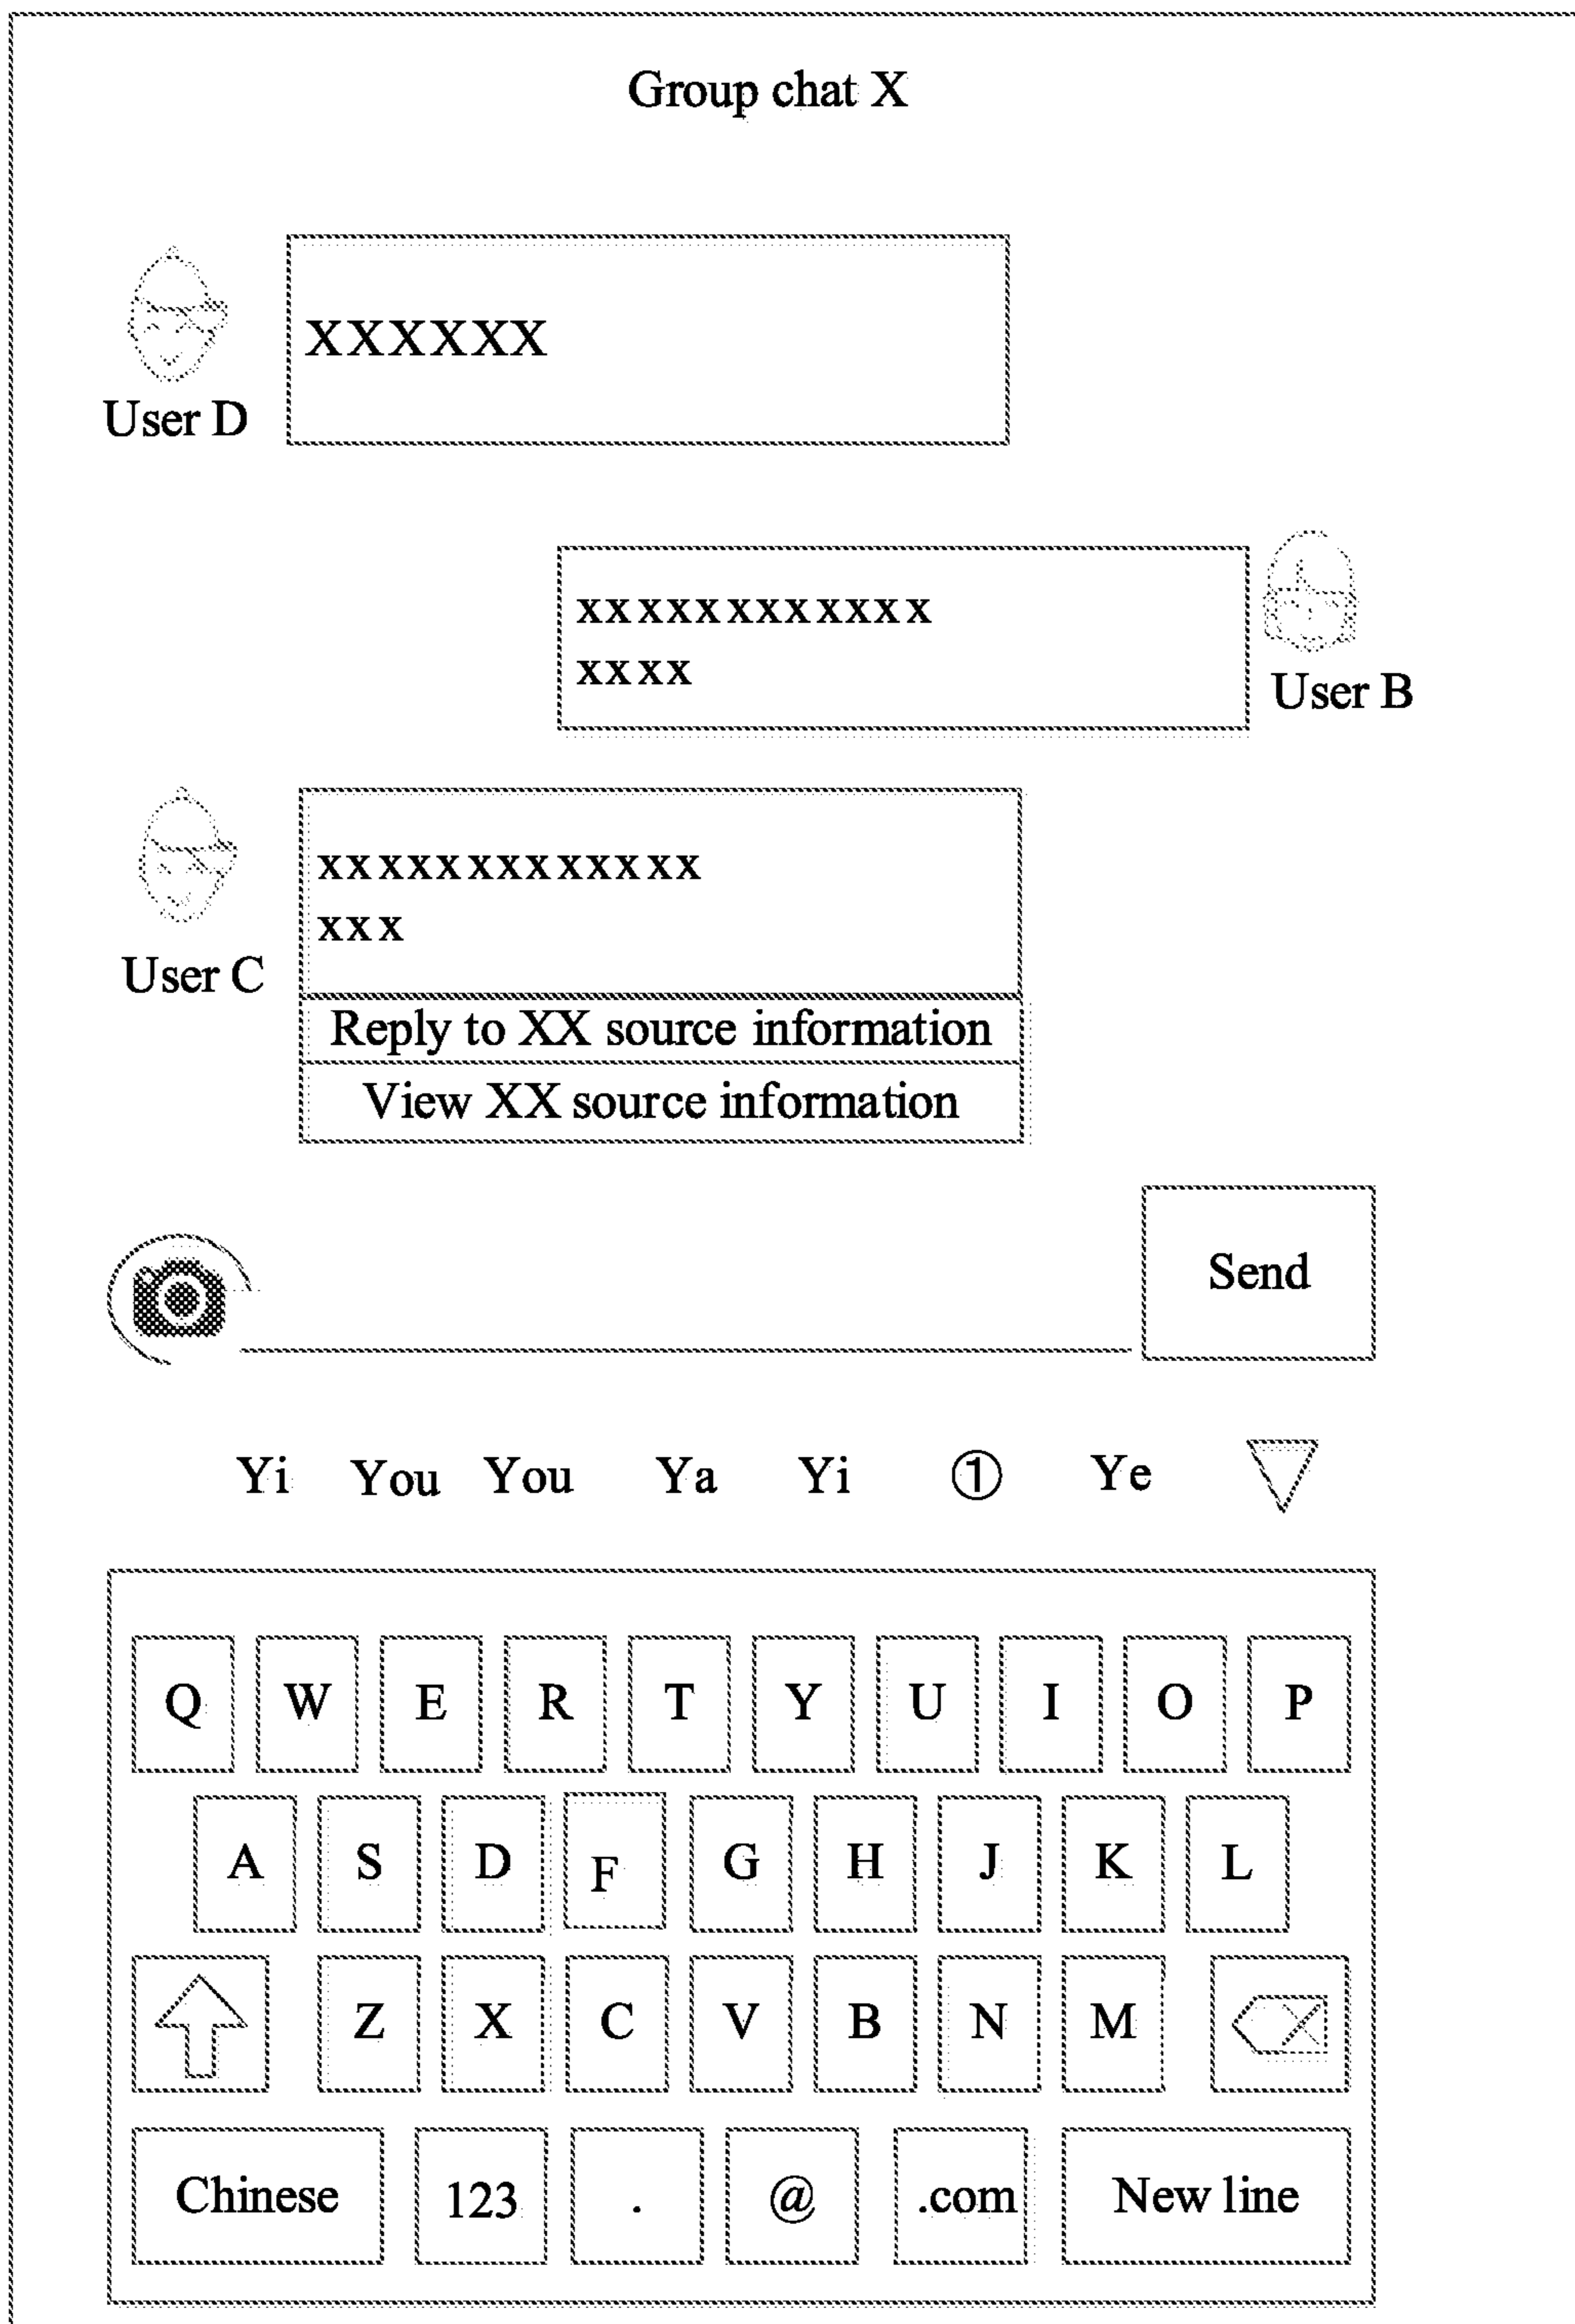 Group chat X
XXXXXX
User D
xxxxxxxxxxxx
xxxx
User B
xxxxxxxxxxxxx
xxx
User C
Reply to XX source information
View XX source information
Send
Yi You You Ya Yi ① Ye
Q W E R T Y U I O P
A S D F G H J K L
Z X C V B N M
Chinese 123 . @ .com New line